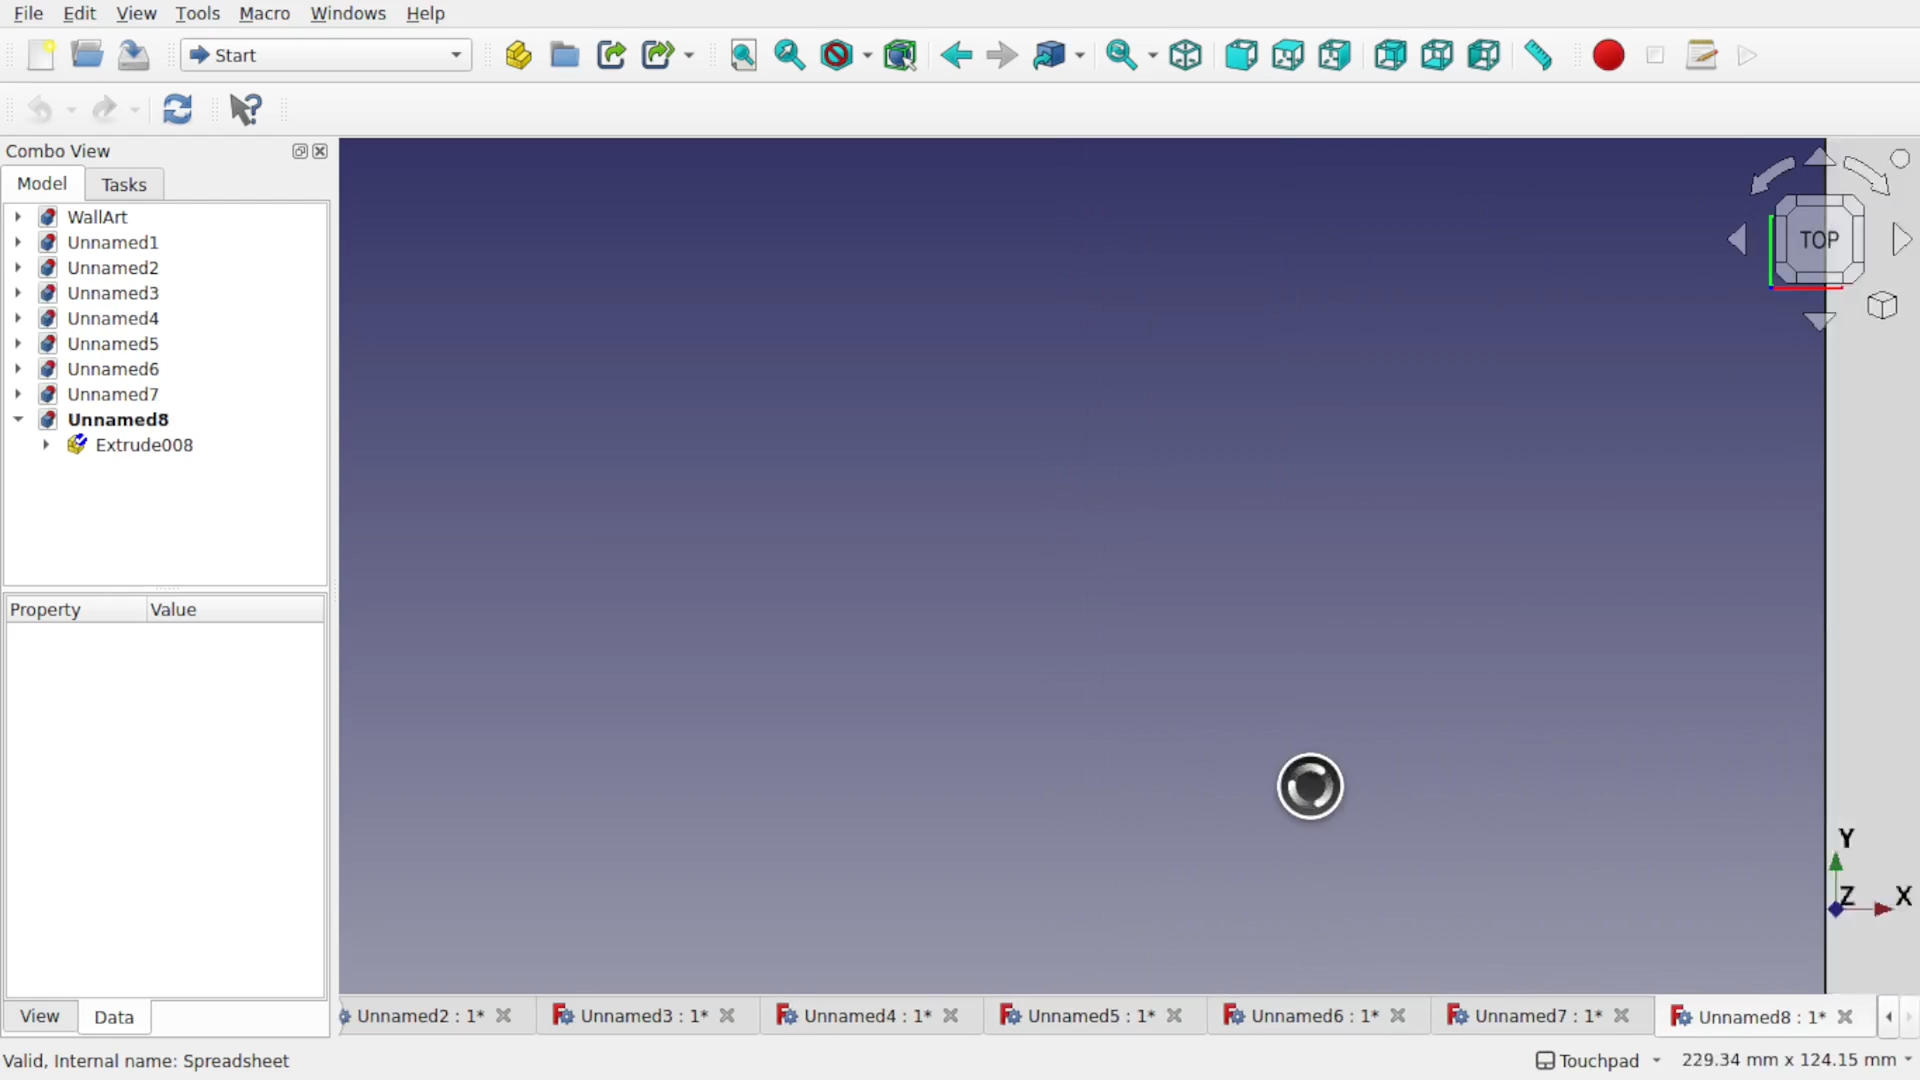 File Edit View Tools Macro Windows Help
Start
Combo View
Model Tasks
WallArt
Unnamed1
Unnamed2
Unnamed3
Unnamed4
Unnamed5
Unnamed6
Unnamed7
Unnamed8
Extrude008
TOP
Property Value
Y
Z X
View Data
Unnamed2 : 1* Unnamed3 : 1* Unnamed4 : 1* Unnamed5 : 1* Unnamed6 : 1* Unnamed7 : 1* Unnamed8 : 1*
Valid, Internal name: Spreadsheet Touchpad 229.34 mm x 124.15 mm